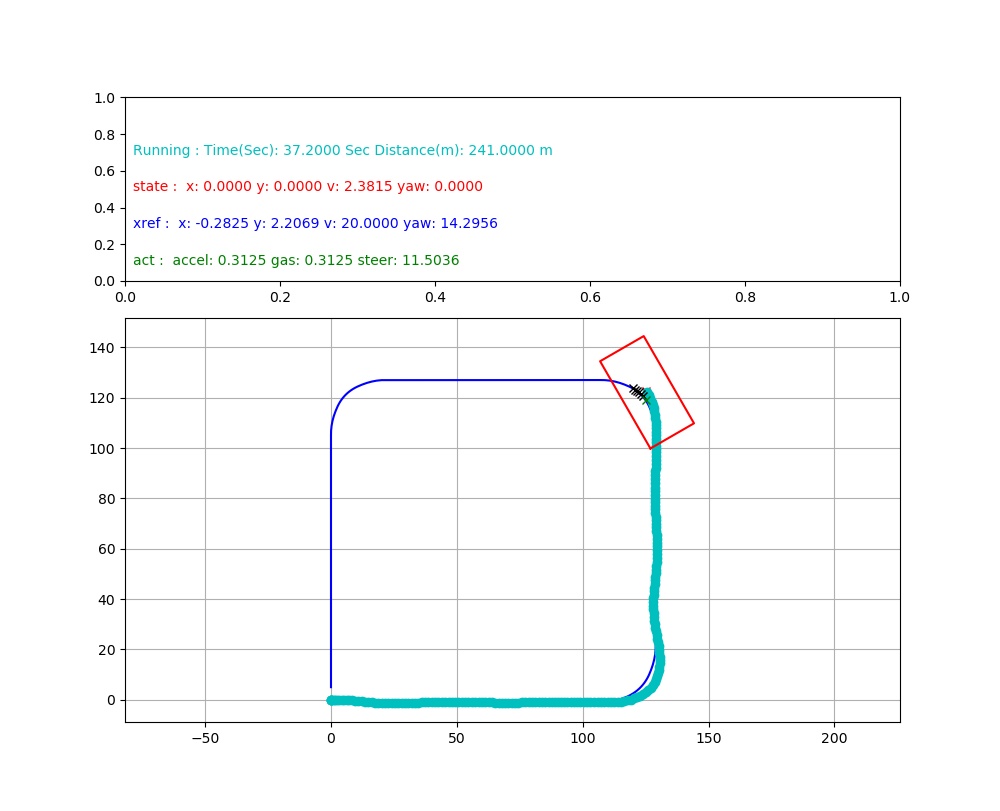 1.0
0.8
Running : Time(Sec): 37.2000 Sec Distance(m): 241.0000 m
0.6
state :  x: 0.0000 y: 0.0000 v: 2.3815 yaw: 0.0000
0.4
xref :  x: -0.2825 y: 2.2069 v: 20.0000 yaw: 14.2956
0.2
act :  accel: 0.3125 gas: 0.3125 steer: 11.5036
0.0
0.0 0.2 0.4 0.6 0.8 1.0
140
120
100
80
60
40
20
0
−50 0 50 100 150 200